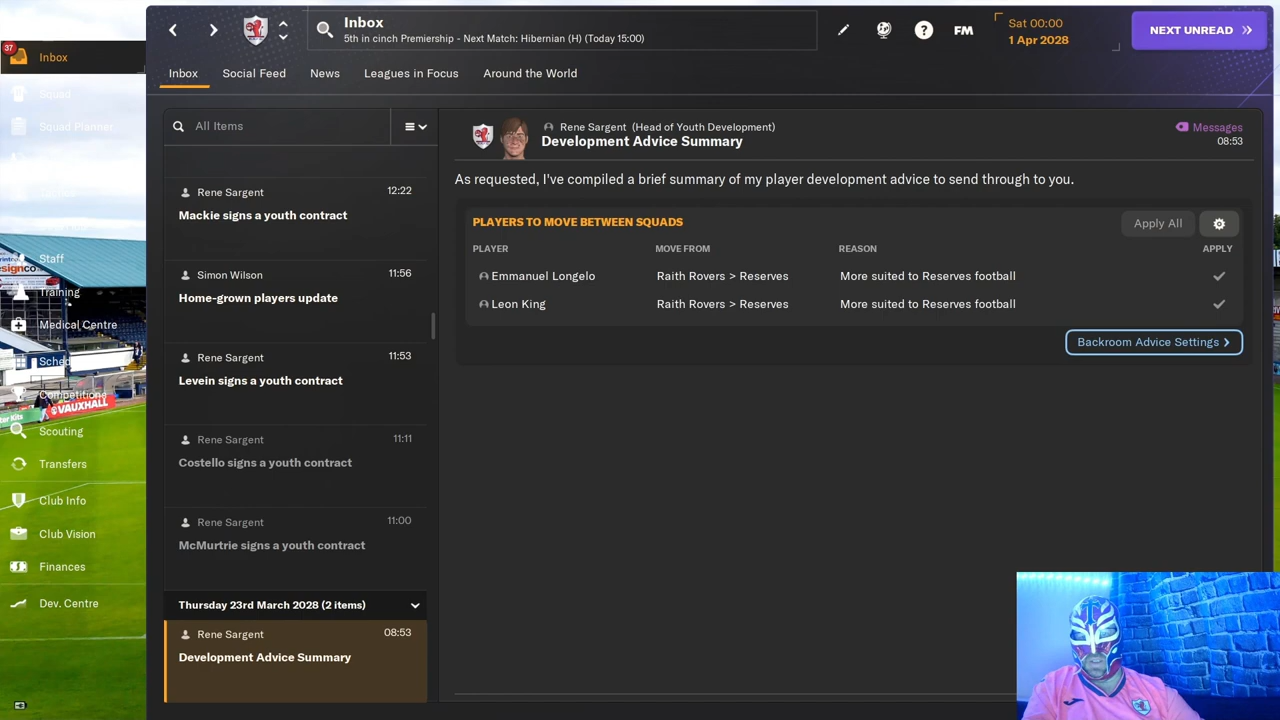 Inbox
5th in cinch Premiership - Next Match: Hibernian (H) (Today 15:00)
FM
Sat 00:00
1 Apr 2028
NEXT UNREAD
37
Inbox
Squad
Squad Planner
Staff
Training
Medical Centre
Sched
Competitions
Scouting
Transfers
Club Info
Club Vision
Finances
Dev. Centre
VAUXHALL
Inbox
Social Feed
News
Leagues in Focus
Around the World
All Items
Rene Sargent
12:22
Mackie signs a youth contract
Simon Wilson
11:56
Home-grown players update
Rene Sargent
11:53
Levein signs a youth contract
Rene Sargent
11:11
Costello signs a youth contract
Rene Sargent
11:00
McMurtrie signs a youth contract
Thursday 23rd March 2028 (2 items)
Rene Sargent
08:53
Development Advice Summary
Rene Sargent (Head of Youth Development)
Development Advice Summary
Messages
08:53
As requested, I've compiled a brief summary of my player development advice to send through to you.
PLAYERS TO MOVE BETWEEN SQUADS
Apply All
PLAYER MOVE FROM REASON APPLY
Emmanuel Longelo Raith Rovers > Reserves More suited to Reserves football
Leon King Raith Rovers > Reserves More suited to Reserves football
Backroom Advice Settings